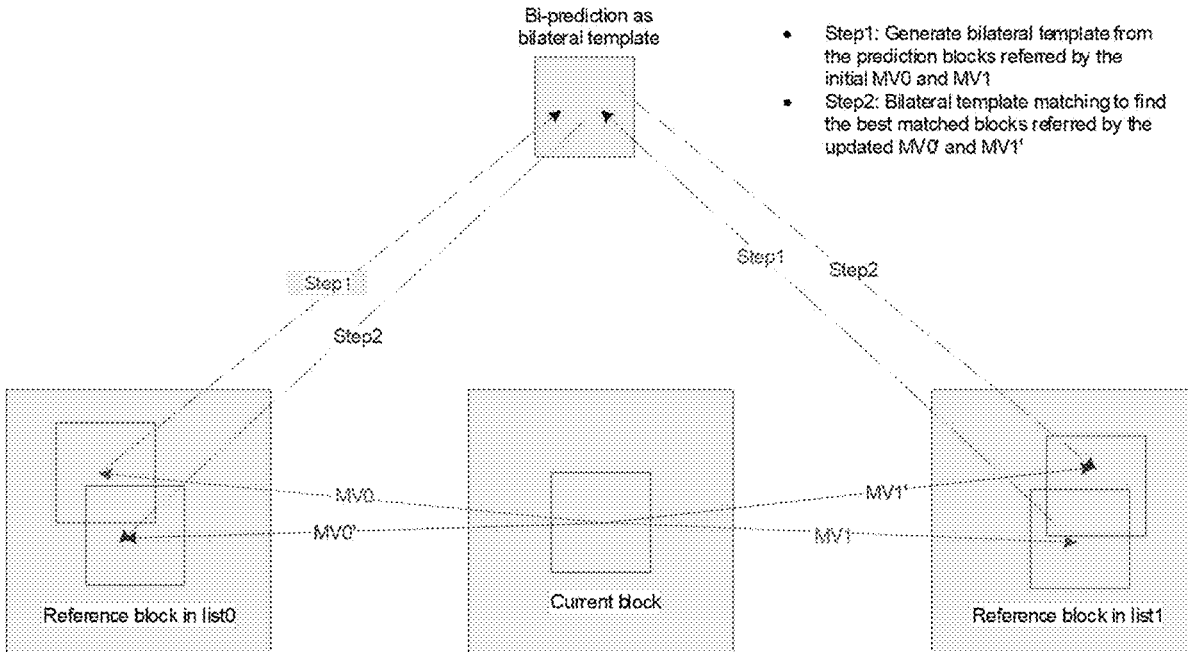 Bi-prediction as
bilateral template
• Step1: Generate bilateral template from
the prediction blocks referred by the
initial MV0 and MV1
• Step2: Bilateral template matching to find
the best matched blocks referred by the
updated MV0' and MV1'
Step1
Step2
Step1
Step2
MV0
MV0'
MV1'
MV1
Reference block in list0
Current block
Reference block in list1